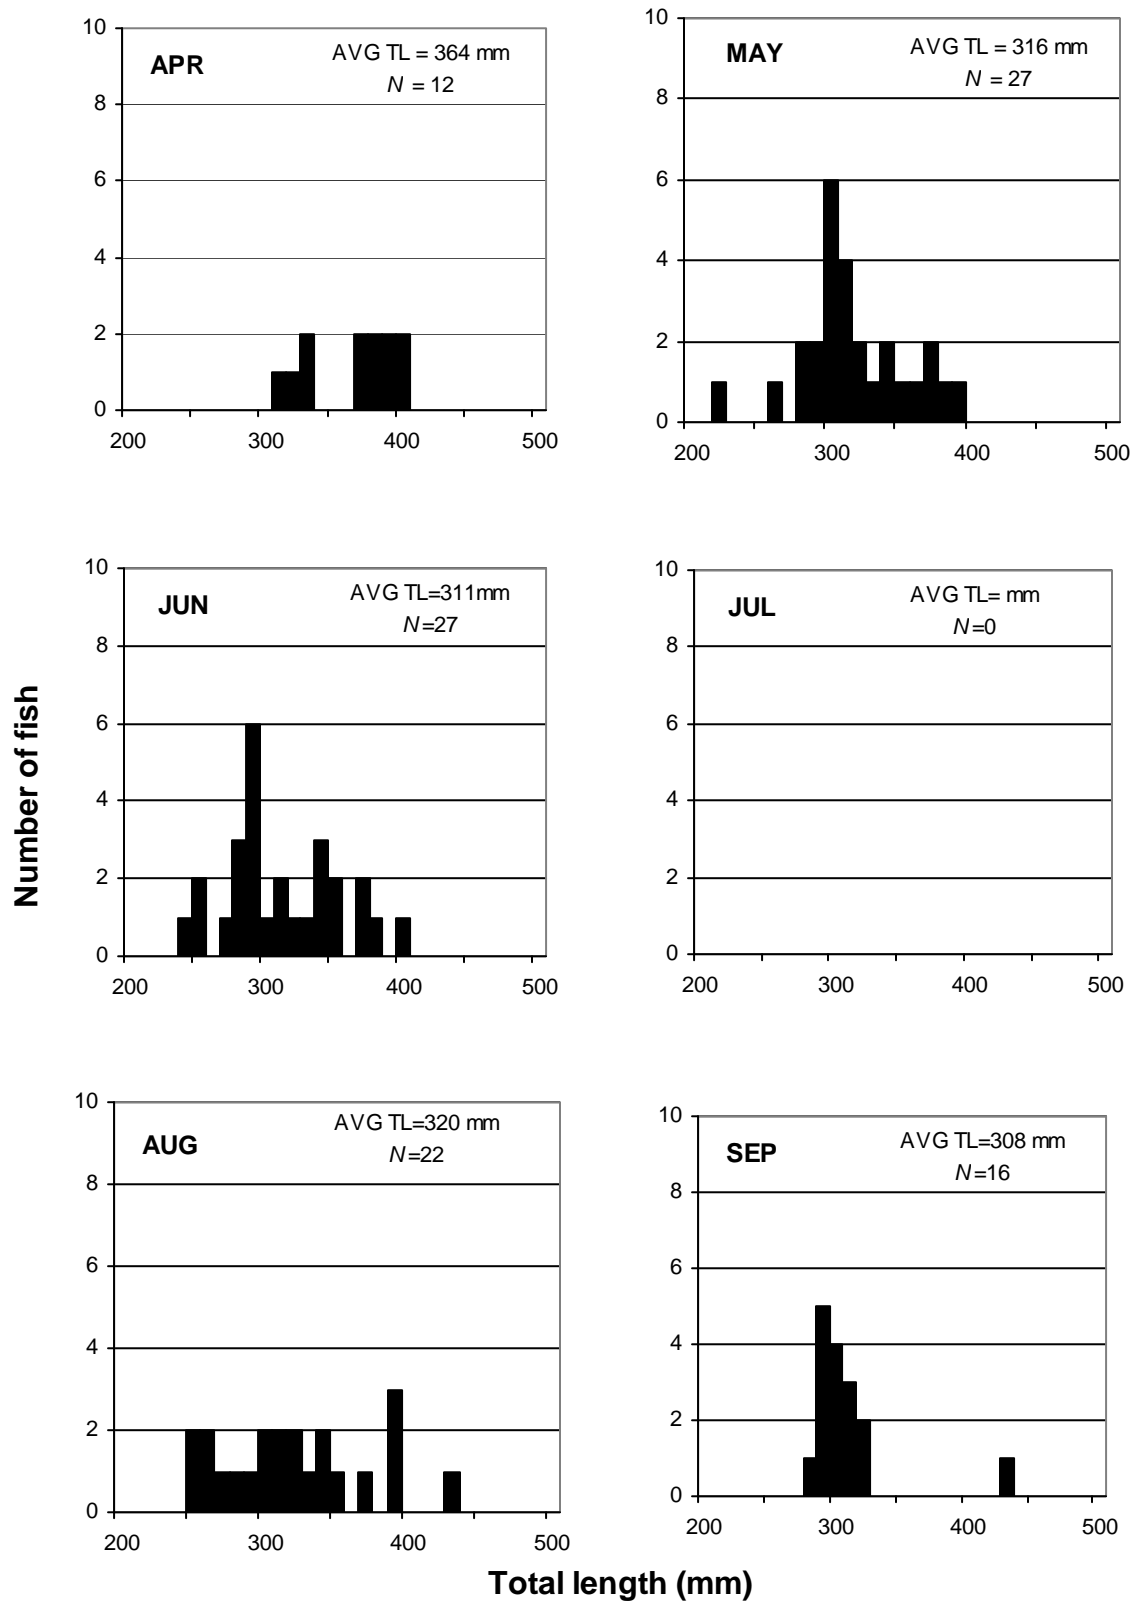 APR
AVG TL = 364 mm
N = 12
10
8
6
4
2
0
200 300 400 500
MAY
AVG TL = 316 mm
N = 27
10
8
6
4
2
0
200 300 400 500
JUN
AVG TL=311mm
N=27
10
8
6
4
2
0
200 300 400 500
JUL
AVG TL= mm
N=0
10
8
6
4
2
0
200 300 400 500
Number of fish
AUG
AVG TL=320 mm
N=22
10
8
6
4
2
0
200 300 400 500
SEP
AVG TL=308 mm
N=16
10
8
6
4
2
0
200 300 400 500
Total length (mm)